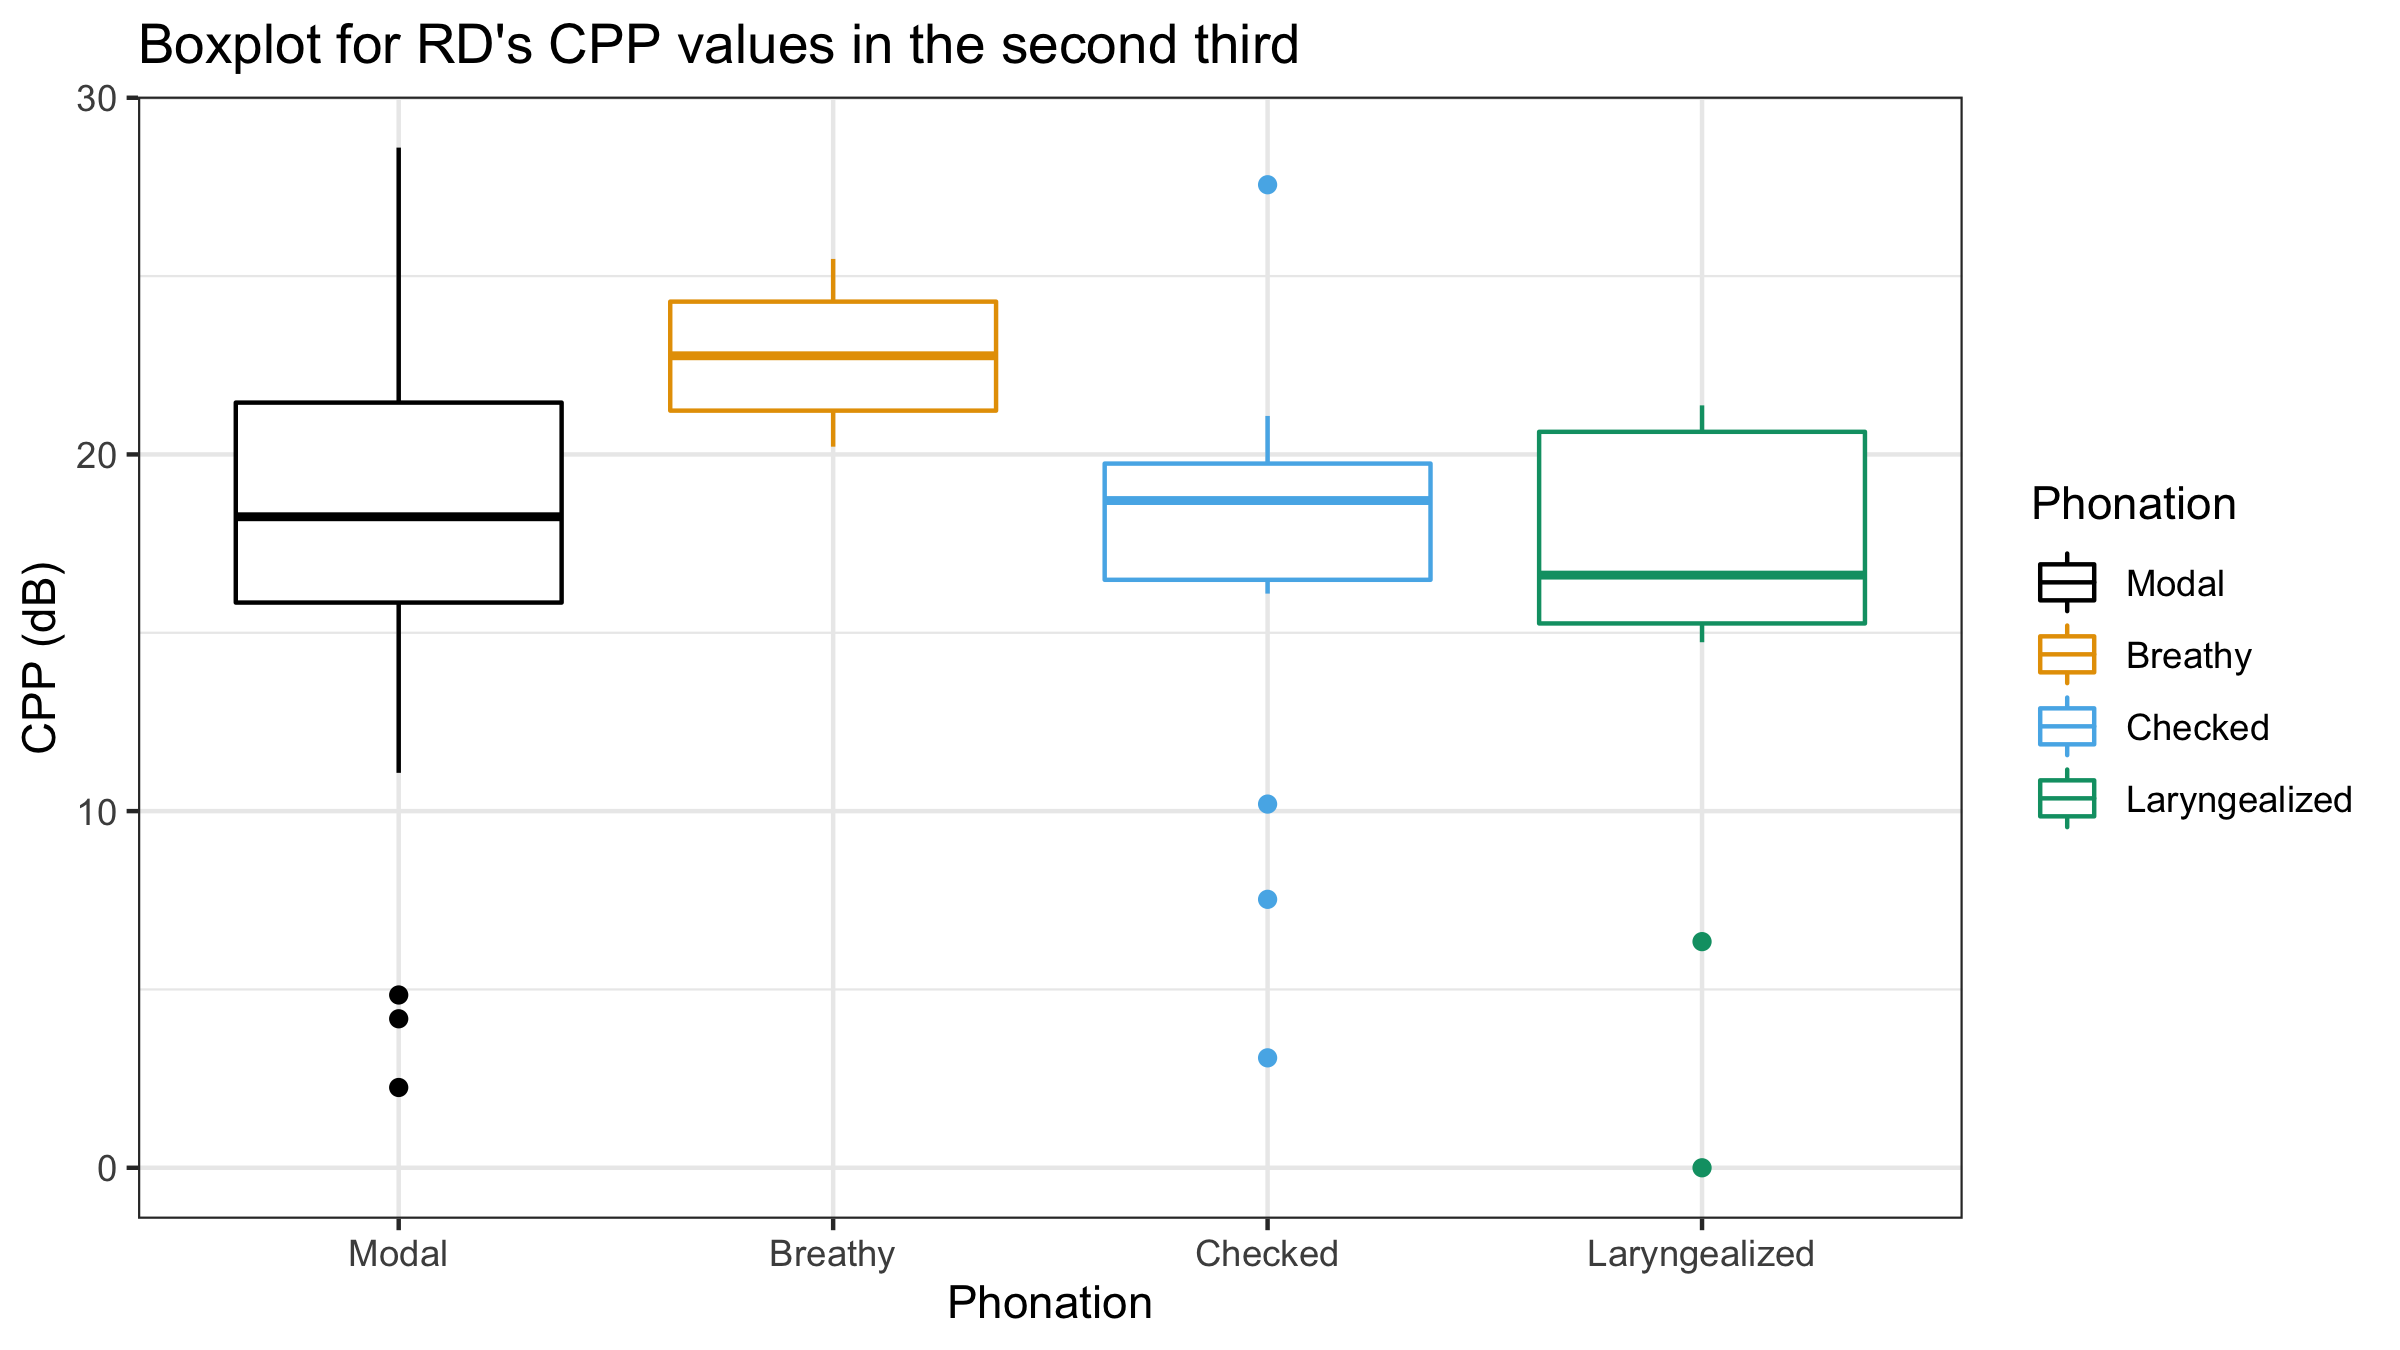 Boxplot for RD's CPP values in the second third
30
20
10
0
CPP (dB)
Modal
Breathy
Checked
Laryngealized
Phonation
Phonation
Modal
Breathy
Checked
Laryngealized